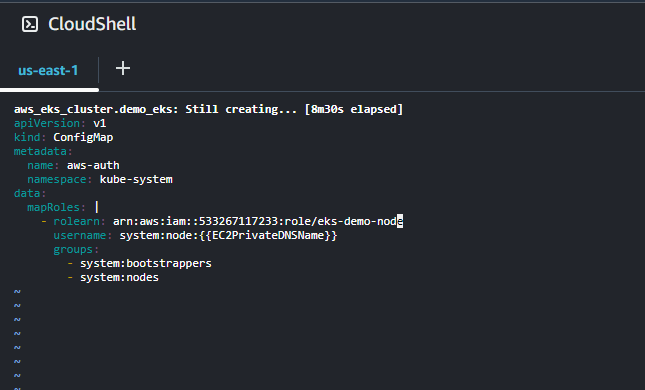 CloudShell
us-east-1 +
aws_eks_cluster.demo_eks: Still creating... [8m30s elapsed]
apiVersion: v1
kind: ConfigMap
metadata:
  name: aws-auth
  namespace: kube-system
data:
  mapRoles: |
    - rolearn: arn:aws:iam::533267117233:role/eks-demo-node
      username: system:node:{{EC2PrivateDNSName}}
      groups:
        - system:bootstrappers
        - system:nodes
~
~
~
~
~
~
~
~